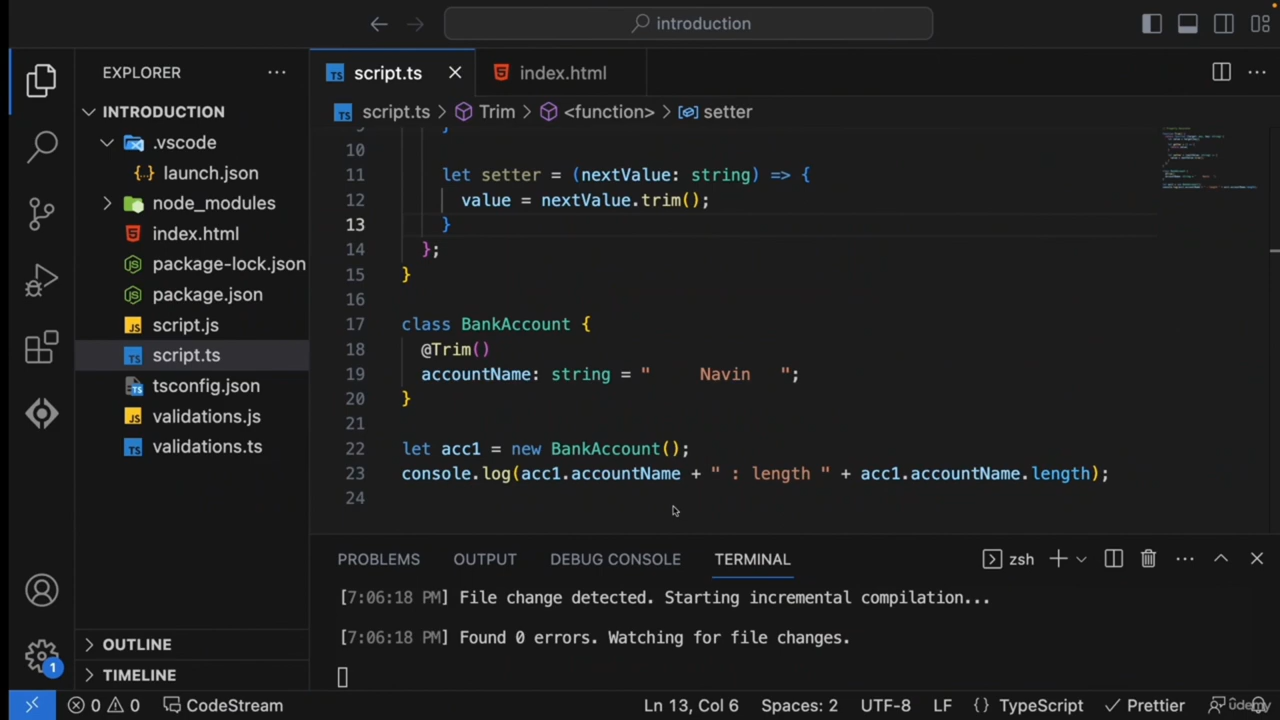 introduction
EXPLORER
script.ts
index.html
INTRODUCTION
script.ts > Trim > <function> > setter
.vscode
launch.json
node_modules
index.html
package-lock.json
package.json
script.js
script.ts
tsconfig.json
validations.js
validations.ts
OUTLINE
TIMELINE
9 }
10
11 let setter = (nextValue: string) => {
12 value = nextValue.trim();
13 }
14 };
15 }
16
17 class BankAccount {
18 @Trim()
19 accountName: string = "     Navin   ";
20 }
21
22 let acc1 = new BankAccount();
23 console.log(acc1.accountName + " : length " + acc1.accountName.length);
24
PROBLEMS OUTPUT DEBUG CONSOLE TERMINAL zsh
[7:06:18 PM] File change detected. Starting incremental compilation...
[7:06:18 PM] Found 0 errors. Watching for file changes.
1
0 0 CodeStream Ln 13, Col 6 Spaces: 2 UTF-8 LF {} TypeScript Prettier
udemy